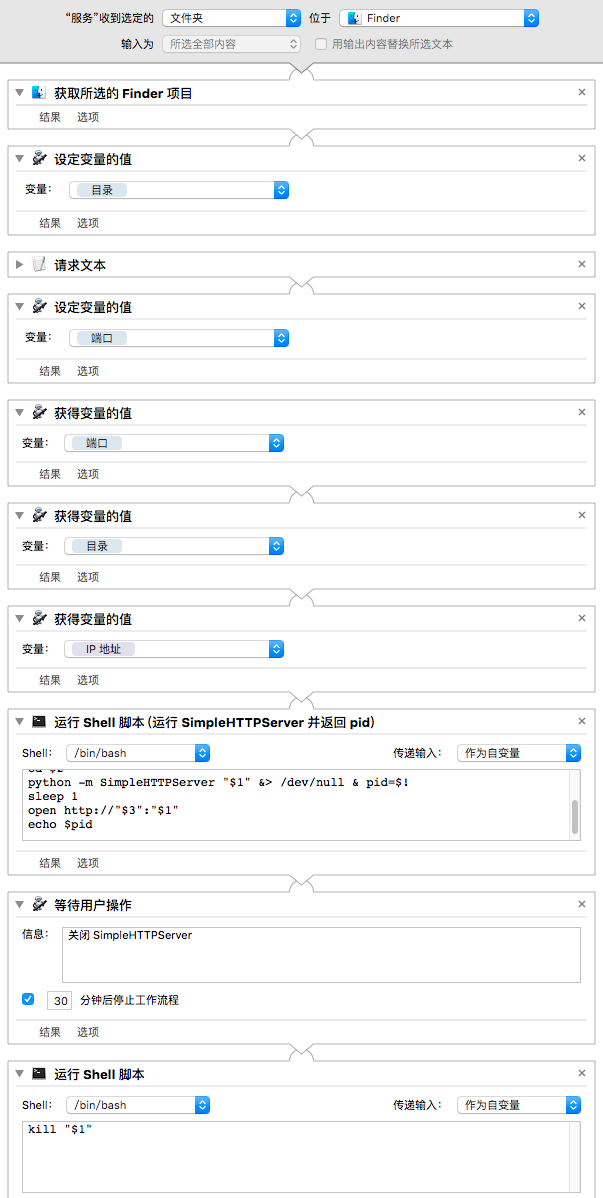 “服务”收到选定的 文件夹 位于 Finder
输入为 所选全部内容 用输出内容替换所选文本
获取所选的 Finder 项目
结果 选项
设定变量的值
变量: 目录
结果 选项
请求文本
设定变量的值
变量: 端口
结果 选项
获得变量的值
变量: 端口
结果 选项
获得变量的值
变量: 目录
结果 选项
获得变量的值
变量: IP 地址
结果 选项
运行 Shell 脚本 (运行 SimpleHTTPServer 并返回 pid)
Shell: /bin/bash 传递输入: 作为自变量
python -m SimpleHTTPServer "$1" &> /dev/null & pid=$!
sleep 1
open http://"$3":"$1"
echo $pid
结果 选项
等待用户操作
信息: 关闭 SimpleHTTPServer
30 分钟后停止工作流程
结果 选项
运行 Shell 脚本
Shell: /bin/bash 传递输入: 作为自变量
kill "$1"